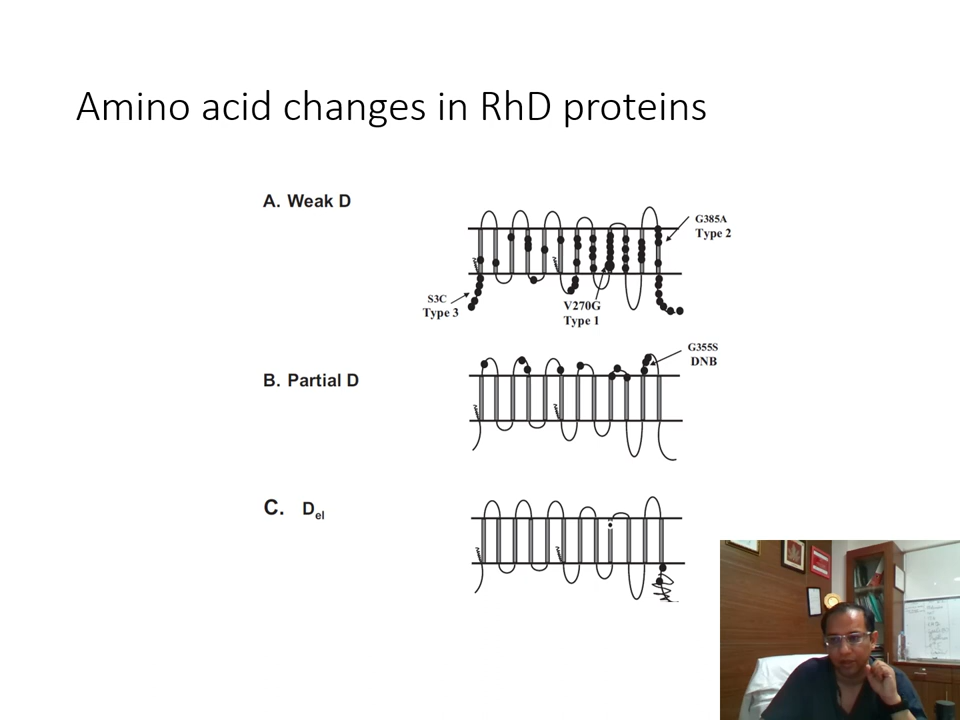 Amino acid changes in RhD proteins
A. Weak D
G385A
Type 2
S3C
Type 3
V270G
Type 1
G355S
DNB
B. Partial D
C. Del